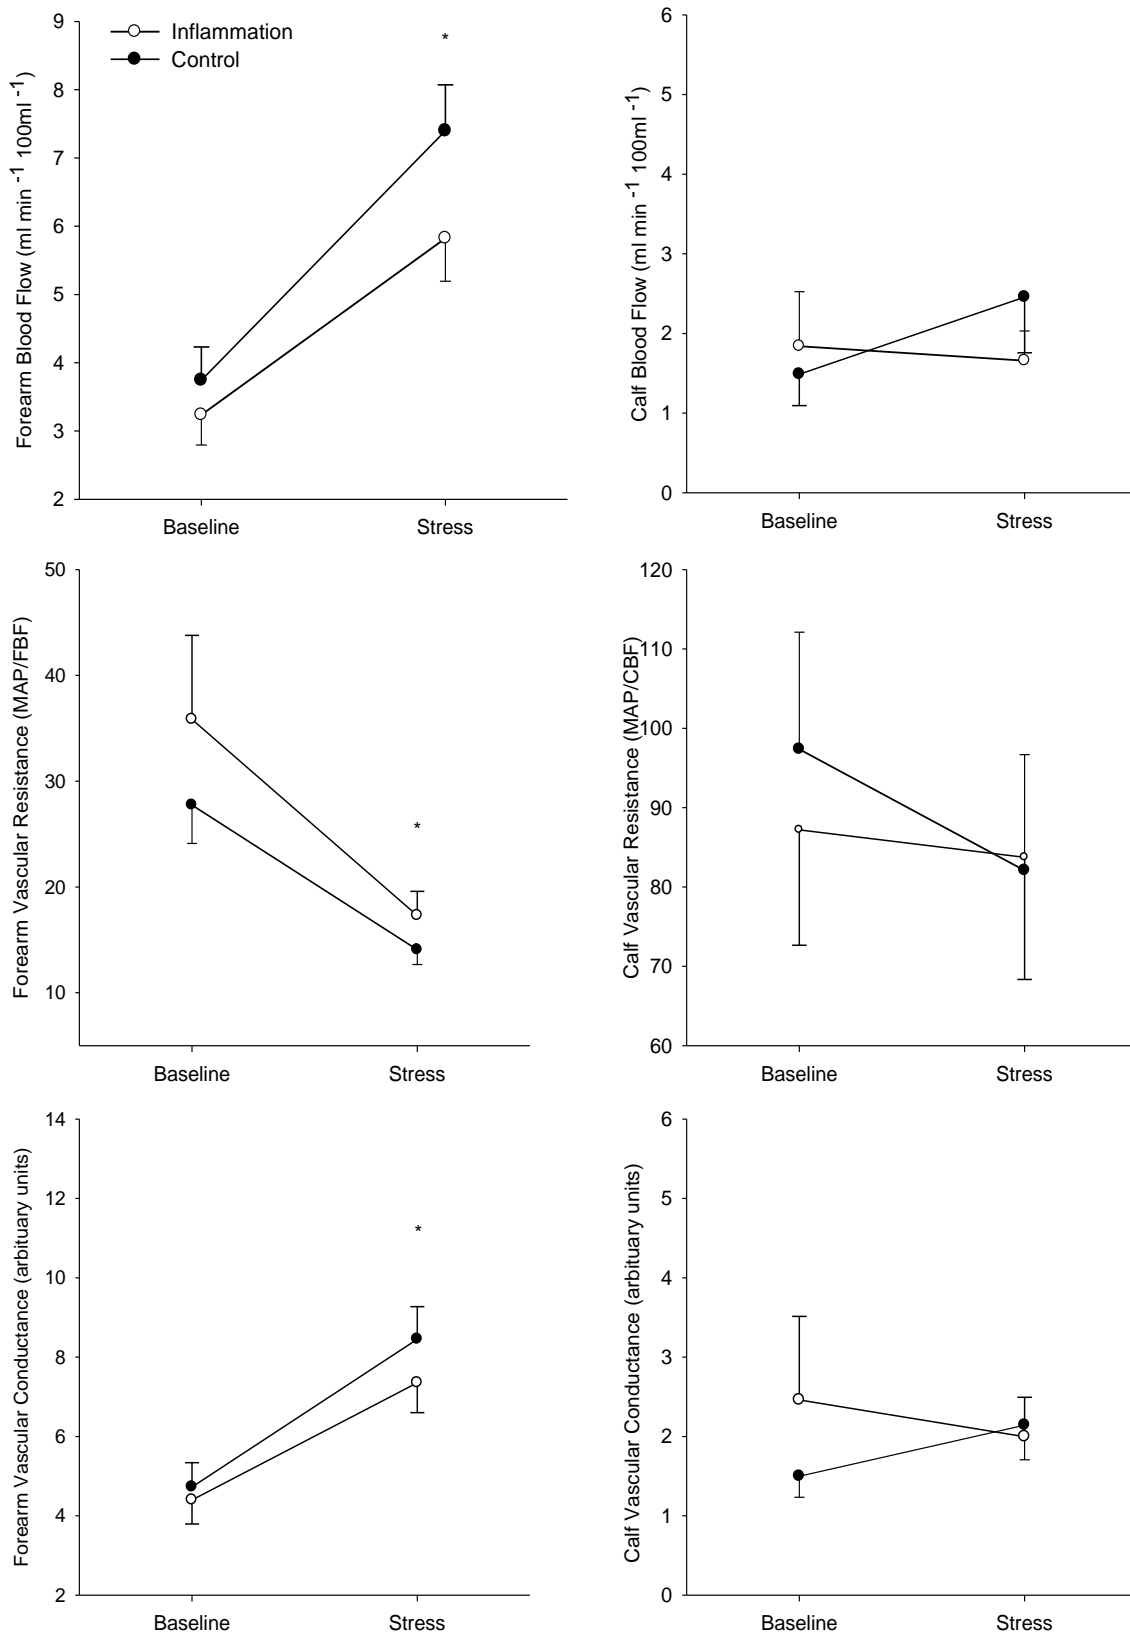 Forearm Blood Flow (ml min -1 100ml -1)
9
8
7
6
5
4
3
2
Inflammation
Control
*
Baseline
Stress
Calf Blood Flow (ml min -1 100ml -1)
6
5
4
3
2
1
0
Baseline
Stress
Forearm Vascular Resistance (MAP/FBF)
50
40
30
20
10
*
Baseline
Stress
Calf Vascular Resistance (MAP/CBF)
120
110
100
90
80
70
60
Baseline
Stress
Forearm Vascular Conductance (arbituary units)
14
12
10
8
6
4
2
*
Baseline
Stress
Calf Vascular Conductance (arbituary units)
6
5
4
3
2
1
0
Baseline
Stress